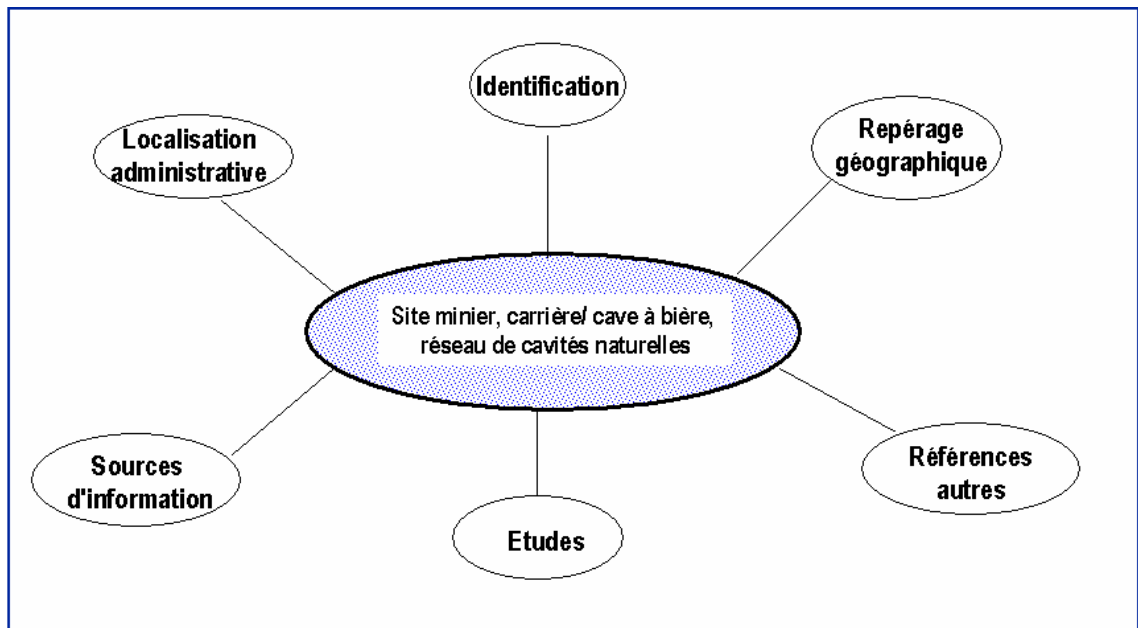 Identification
Localisation
administrative
Repérage
géographique
Site minier, carrière/ cave à bière,
réseau de cavités naturelles
Sources
d'information
Etudes
Références
autres